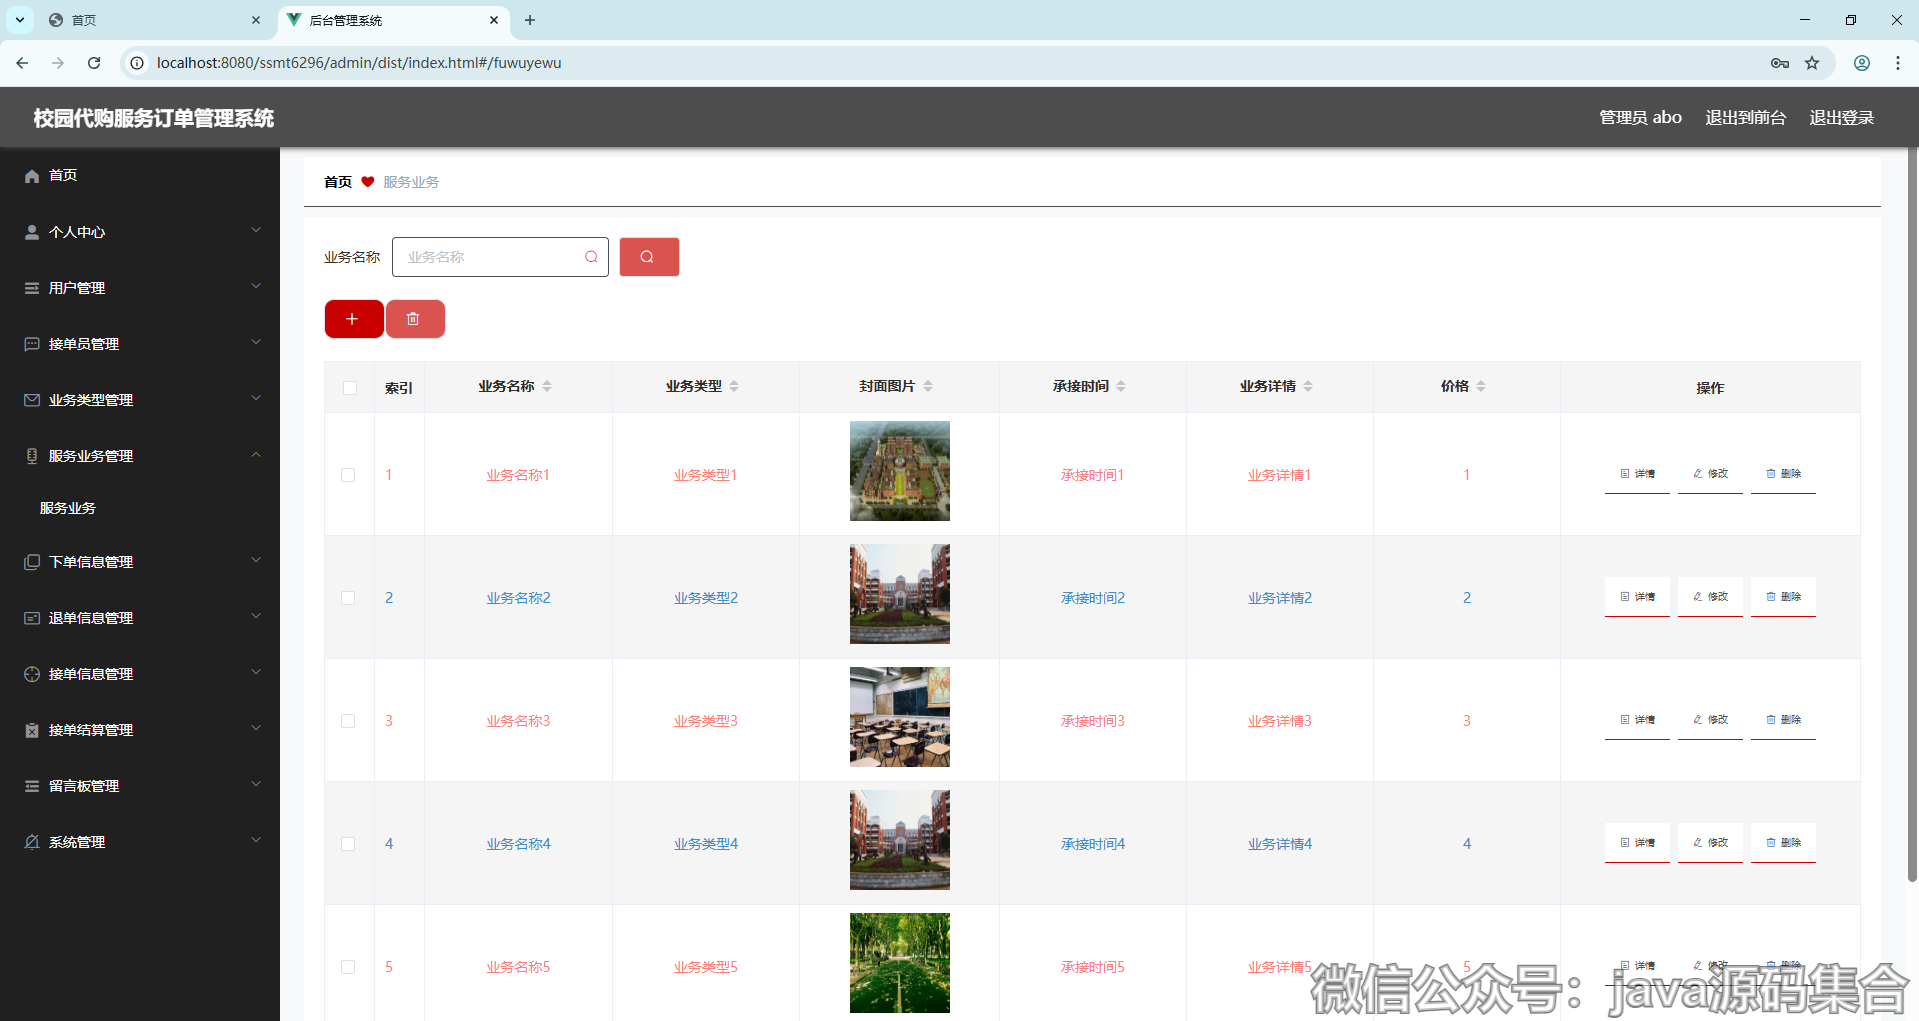 首页
后台管理系统
localhost:8080/ssmt6296/admin/dist/index.html#/fuwuyewu
校园代购服务订单管理系统
管理员 abo 退出到前台 退出登录
首页
个人中心
用户管理
接单员管理
业务类型管理
服务业务管理
服务业务
下单信息管理
退单信息管理
接单信息管理
接单结算管理
留言板管理
系统管理
首页 服务业务
业务名称 业务名称
索引 业务名称 业务类型 封面图片 承接时间 业务详情 价格 操作
1 业务名称1 业务类型1 承接时间1 业务详情1 1 详情 修改 删除
2 业务名称2 业务类型2 承接时间2 业务详情2 2 详情 修改 删除
3 业务名称3 业务类型3 承接时间3 业务详情3 3 详情 修改 删除
4 业务名称4 业务类型4 承接时间4 业务详情4 4 详情 修改 删除
5 业务名称5 业务类型5 承接时间5 业务详情5 5 详情 修改 删除
微信公众号：java源码集合